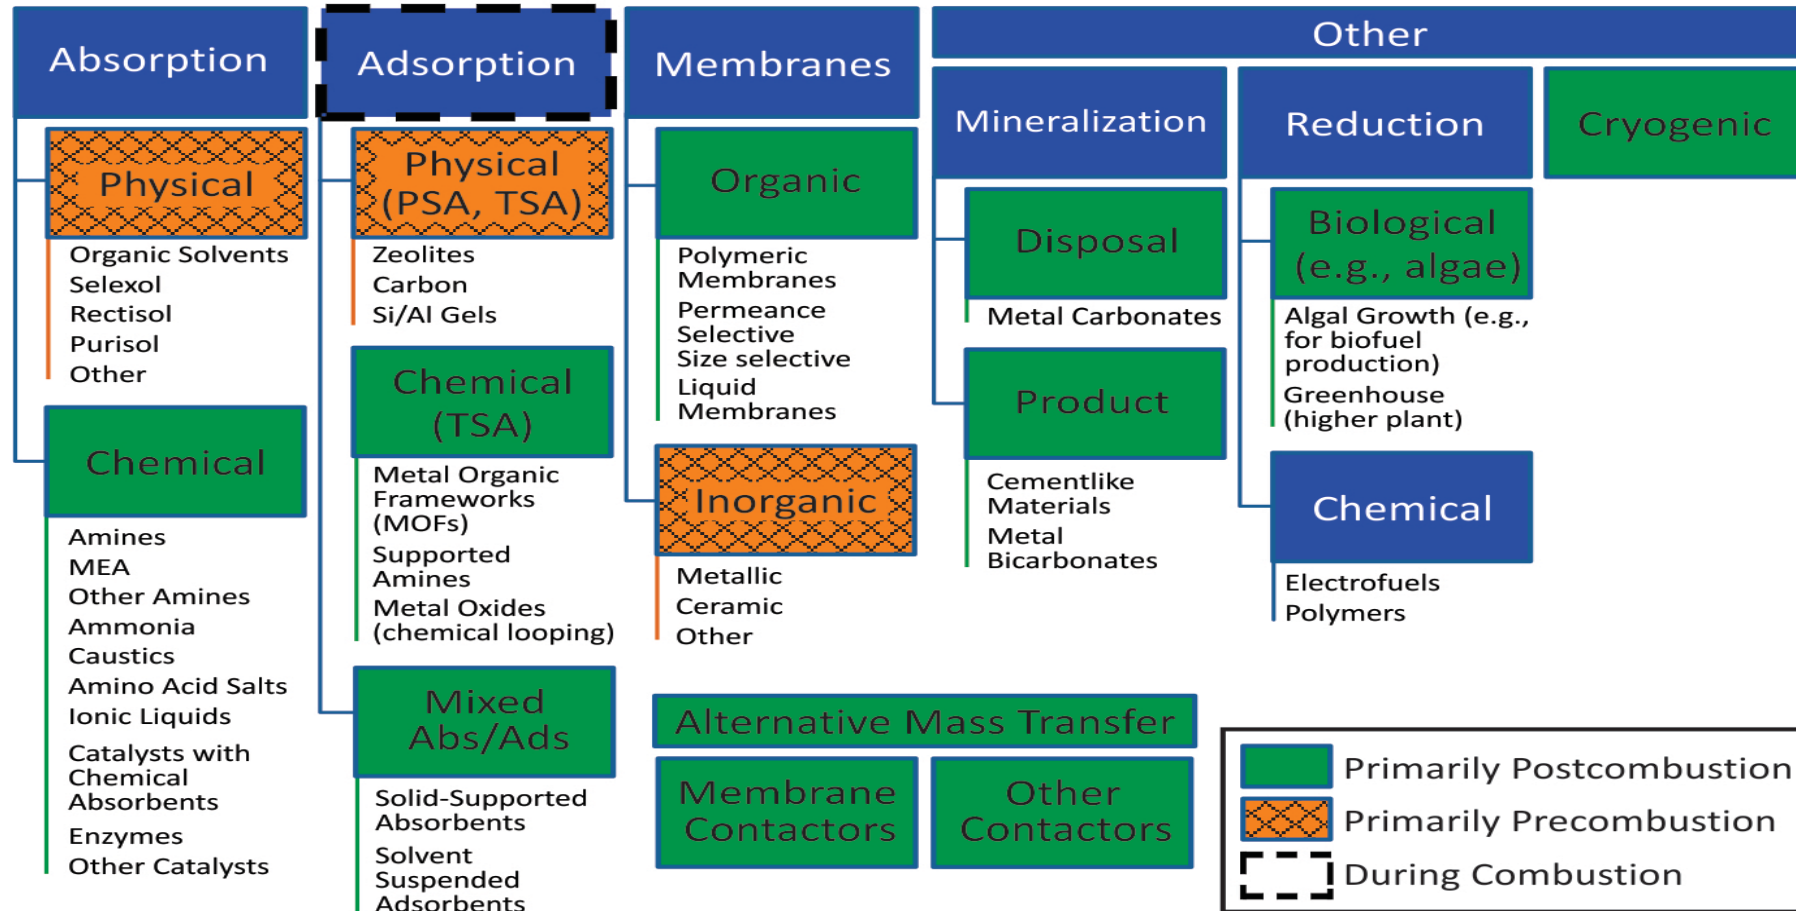 Absorption
Physical
Organic Solvents
Selexol
Rectisol
Purisol
Other
Chemical
Amines
MEA
Other Amines
Ammonia
Caustics
Amino Acid Salts
Ionic Liquids
Catalysts with
Chemical
Absorbents
Enzymes
Other Catalysts
Adsorption
Physical
(PSA, TSA)
Zeolites
Carbon
Si/Al Gels
Chemical
(TSA)
Metal Organic
Frameworks
(MOFs)
Supported
Amines
Metal Oxides
(chemical looping)
Mixed
Abs/Ads
Solid-Supported
Absorbents
Solvent
Suspended
Adsorbents
Membranes
Organic
Polymeric
Membranes
Permeance
Selective
Size selective
Liquid
Membranes
Inorganic
Metallic
Ceramic
Other
Other
Mineralization
Disposal
Metal Carbonates
Product
Cementlike
Materials
Metal
Bicarbonates
Reduction
Biological
(e.g., algae)
Algal Growth (e.g.,
for biofuel
production)
Greenhouse
(higher plant)
Chemical
Electrofuels
Polymers
Cryogenic
Alternative Mass Transfer
Membrane
Contactors
Other
Contactors
Primarily Postcombustion
Primarily Precombustion
During Combustion